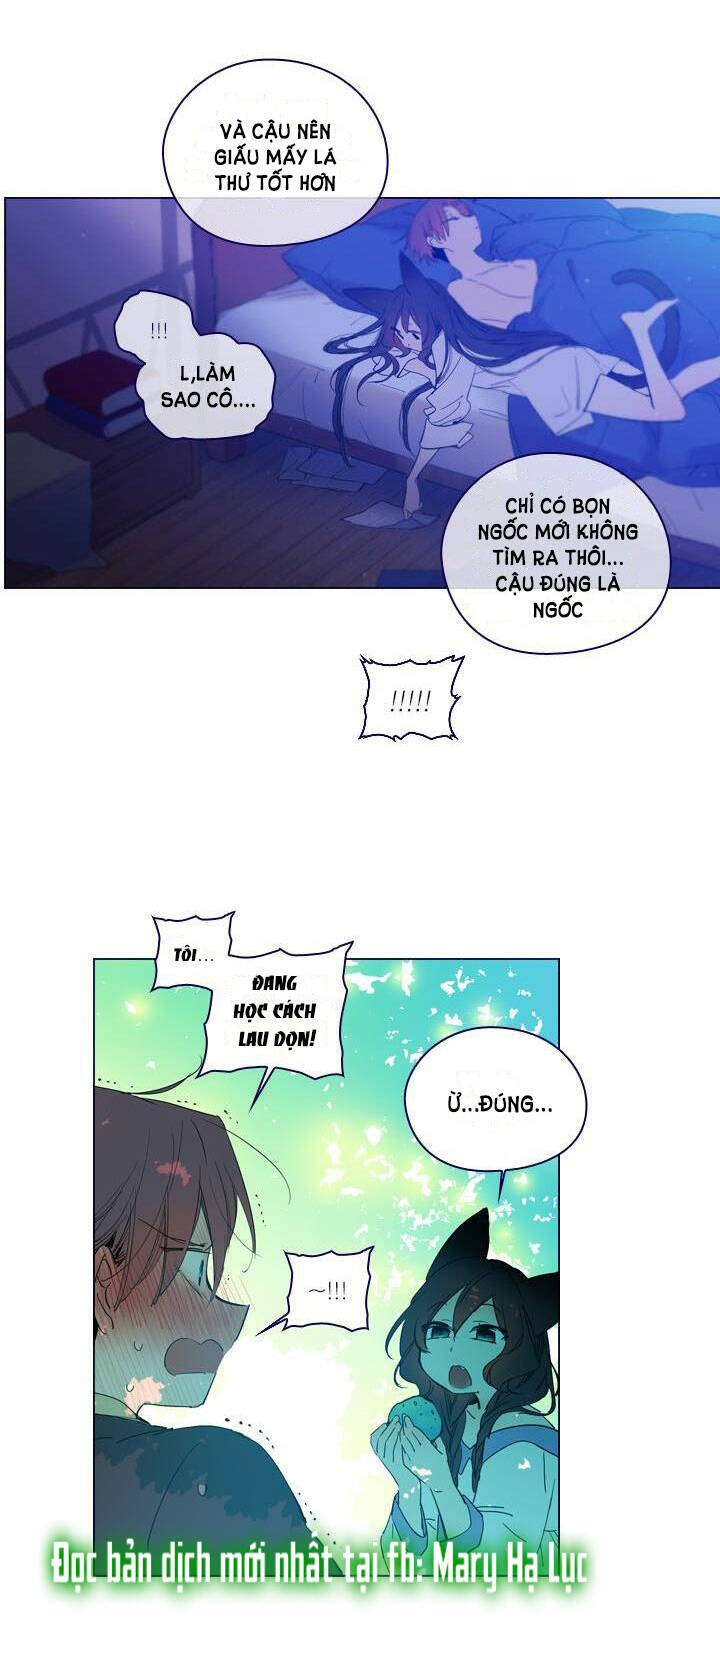 VÀ CẬU NÊN
GIẤU MẤY LÁ
THƯ TỐT HƠN
!!!
L,LÀM
SAO CÔ....
CHỈ CÓ BỌN
NGỐC MỚI KHÔNG
TÌM RA THÔI...
CẬU ĐÚNG LÀ
NGỐC
!!!!!
TÔI...
ĐANG
HỌC CÁCH
LAU DỌN!
Ừ...ĐÚNG...
~!!!
Đọc bản dịch mới nhất tại fb: Mary Hạ Lục